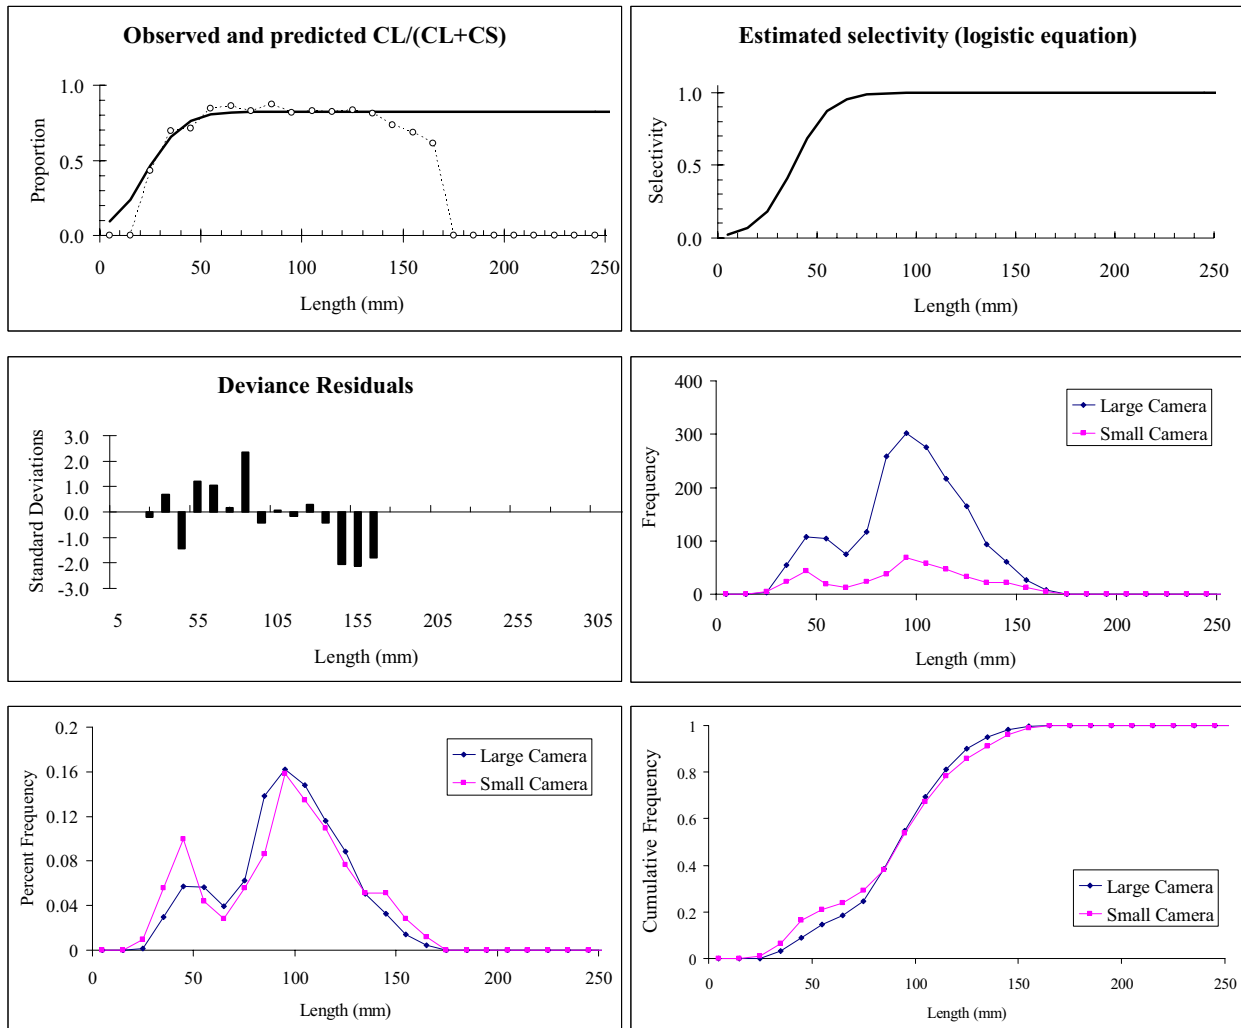 Observed and predicted CL/(CL+CS)
Proportion
1.0
0.5
0.0
0 50 100 150 200 250
Length (mm)
Estimated selectivity (logistic equation)
Selectivity
1.0
0.5
0.0
0 50 100 150 200 250
Length (mm)
Deviance Residuals
Standard Deviations
3.0
2.0
1.0
0.0
-1.0
-2.0
-3.0
5 55 105 155 205 255 305
Length (mm)
Frequency
400
300
200
100
0
0 50 100 150 200 250
Length (mm)
Large Camera
Small Camera
Percent Frequency
0.2
0.16
0.12
0.08
0.04
0
0 50 100 150 200 250
Length (mm)
Large Camera
Small Camera
Cumulative Frequency
1
0.8
0.6
0.4
0.2
0
0 50 100 150 200 250
Length (mm)
Large Camera
Small Camera